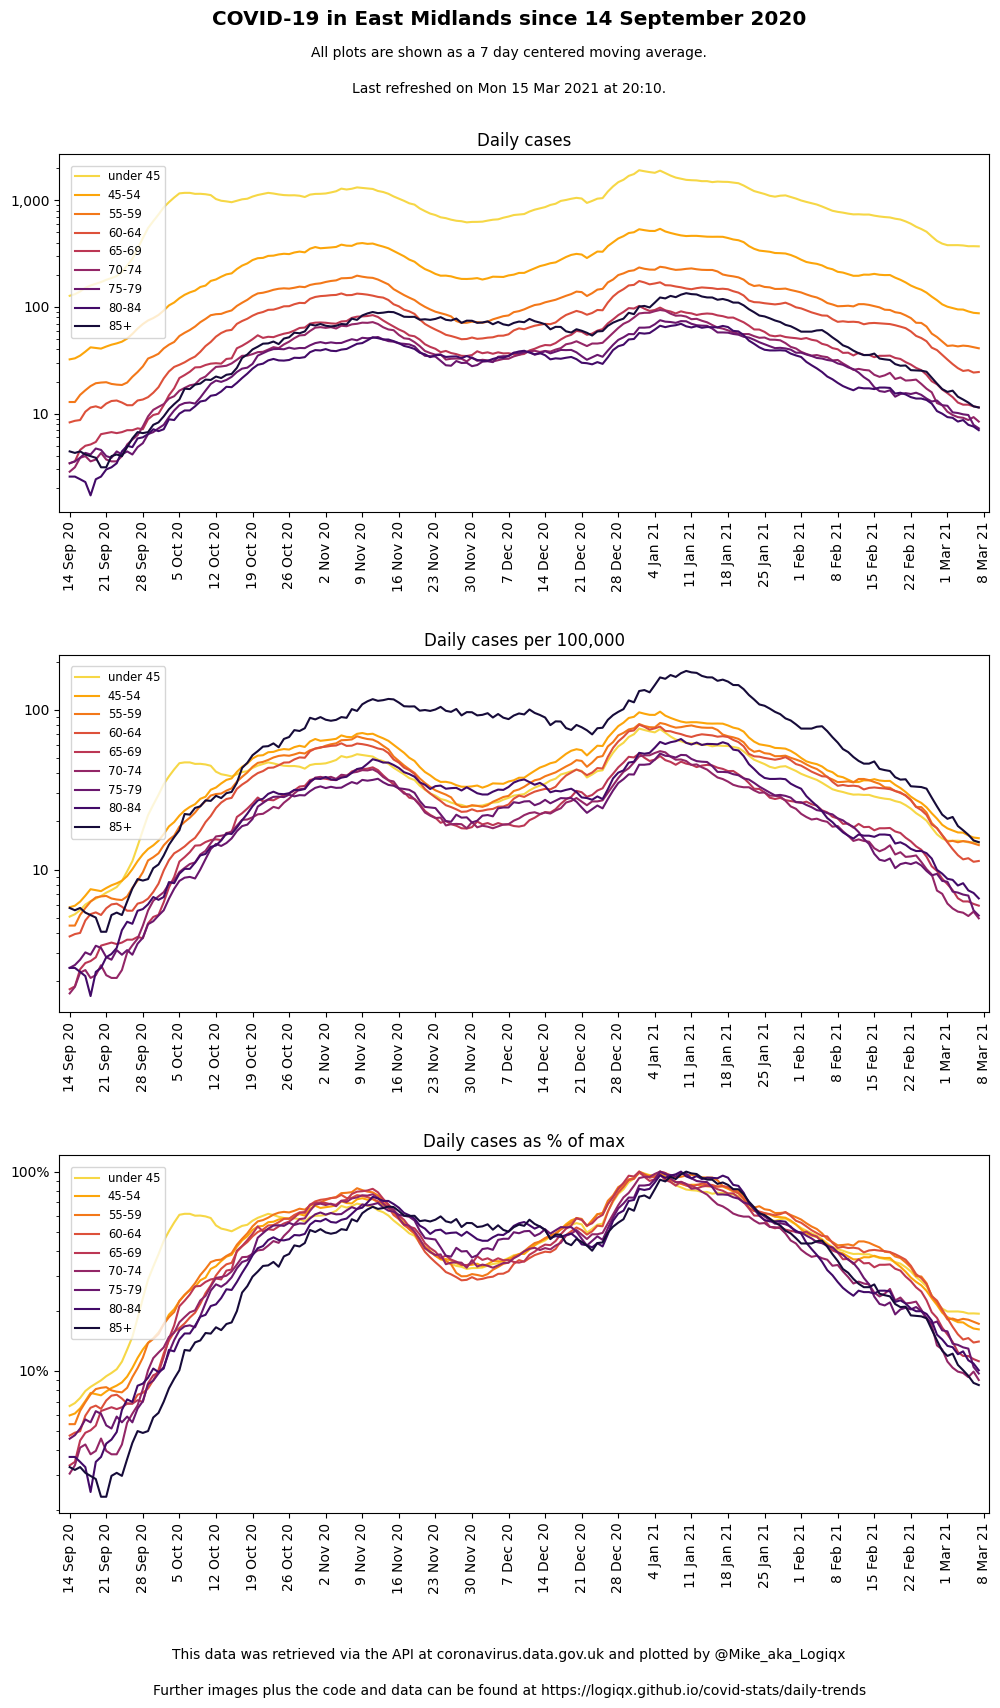 COVID-19 in East Midlands since 14 September 2020
All plots are shown as a 7 day centered moving average.
Last refreshed on Mon 15 Mar 2021 at 20:10.
Daily cases
1,000
100
10
under 45
45-54
55-59
60-64
65-69
70-74
75-79
80-84
85+
14 Sep 20
21 Sep 20
28 Sep 20
5 Oct 20
12 Oct 20
19 Oct 20
26 Oct 20
2 Nov 20
9 Nov 20
16 Nov 20
23 Nov 20
30 Nov 20
7 Dec 20
14 Dec 20
21 Dec 20
28 Dec 20
4 Jan 21
11 Jan 21
18 Jan 21
25 Jan 21
1 Feb 21
8 Feb 21
15 Feb 21
22 Feb 21
1 Mar 21
8 Mar 21
Daily cases per 100,000
100
10
under 45
45-54
55-59
60-64
65-69
70-74
75-79
80-84
85+
14 Sep 20
21 Sep 20
28 Sep 20
5 Oct 20
12 Oct 20
19 Oct 20
26 Oct 20
2 Nov 20
9 Nov 20
16 Nov 20
23 Nov 20
30 Nov 20
7 Dec 20
14 Dec 20
21 Dec 20
28 Dec 20
4 Jan 21
11 Jan 21
18 Jan 21
25 Jan 21
1 Feb 21
8 Feb 21
15 Feb 21
22 Feb 21
1 Mar 21
8 Mar 21
Daily cases as % of max
100%
10%
under 45
45-54
55-59
60-64
65-69
70-74
75-79
80-84
85+
14 Sep 20
21 Sep 20
28 Sep 20
5 Oct 20
12 Oct 20
19 Oct 20
26 Oct 20
2 Nov 20
9 Nov 20
16 Nov 20
23 Nov 20
30 Nov 20
7 Dec 20
14 Dec 20
21 Dec 20
28 Dec 20
4 Jan 21
11 Jan 21
18 Jan 21
25 Jan 21
1 Feb 21
8 Feb 21
15 Feb 21
22 Feb 21
1 Mar 21
8 Mar 21
This data was retrieved via the API at coronavirus.data.gov.uk and plotted by @Mike_aka_Logiqx
Further images plus the code and data can be found at https://logiqx.github.io/covid-stats/daily-trends